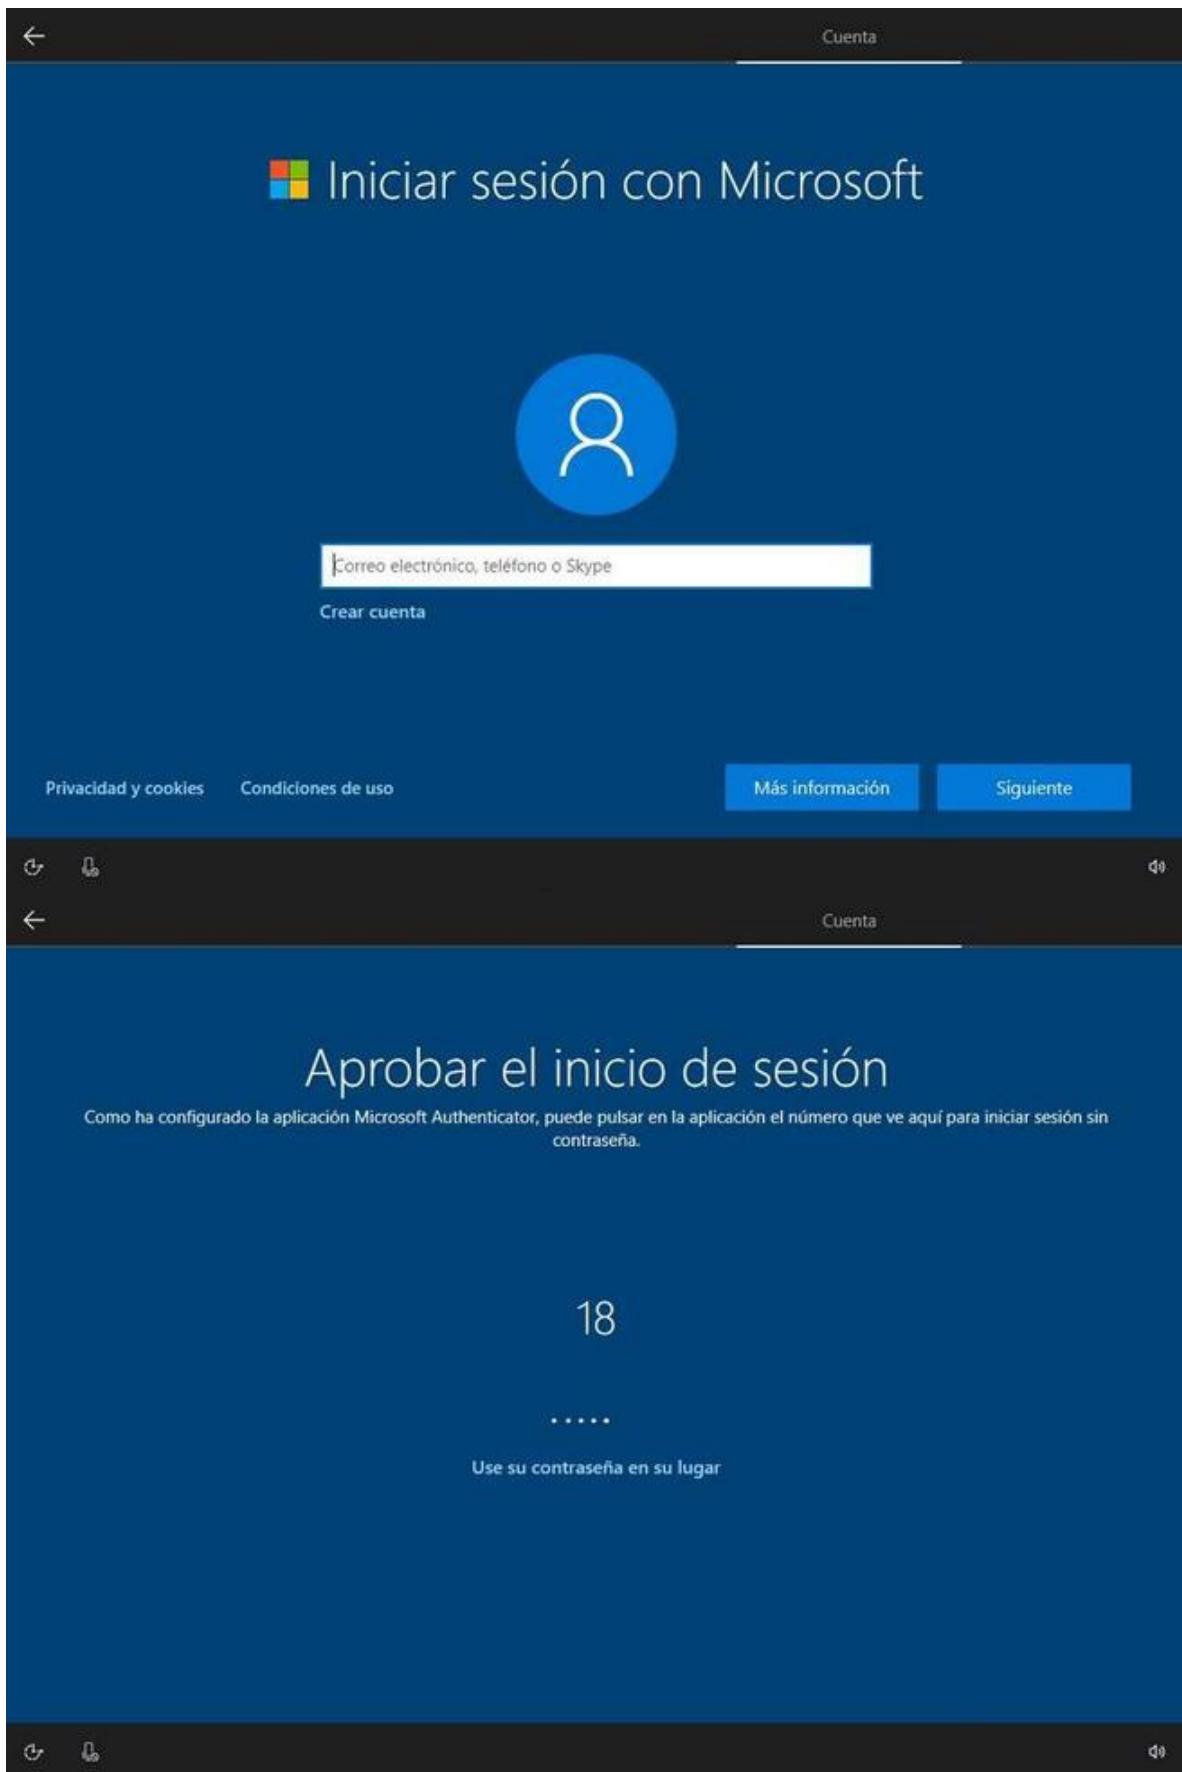 Cuenta
Iniciar sesión con Microsoft
Correo electrónico, teléfono o Skype
Crear cuenta
Privacidad y cookies Condiciones de uso Más información Siguiente
Cuenta
Aprobar el inicio de sesión
Como ha configurado la aplicación Microsoft Authenticator, puede pulsar en la aplicación el número que ve aquí para iniciar sesión sin
contraseña.
18
Use su contraseña en su lugar